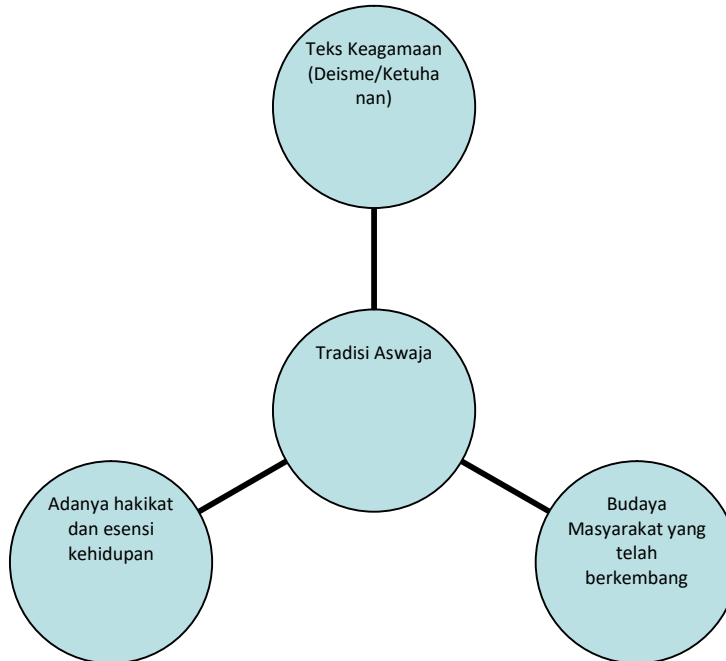 Teks Keagamaan
(Deisme/Ketuha
nan)
Tradisi Aswaja
Adanya hakikat
dan esensi
kehidupan
Budaya
Masyarakat yang
telah
berkembang